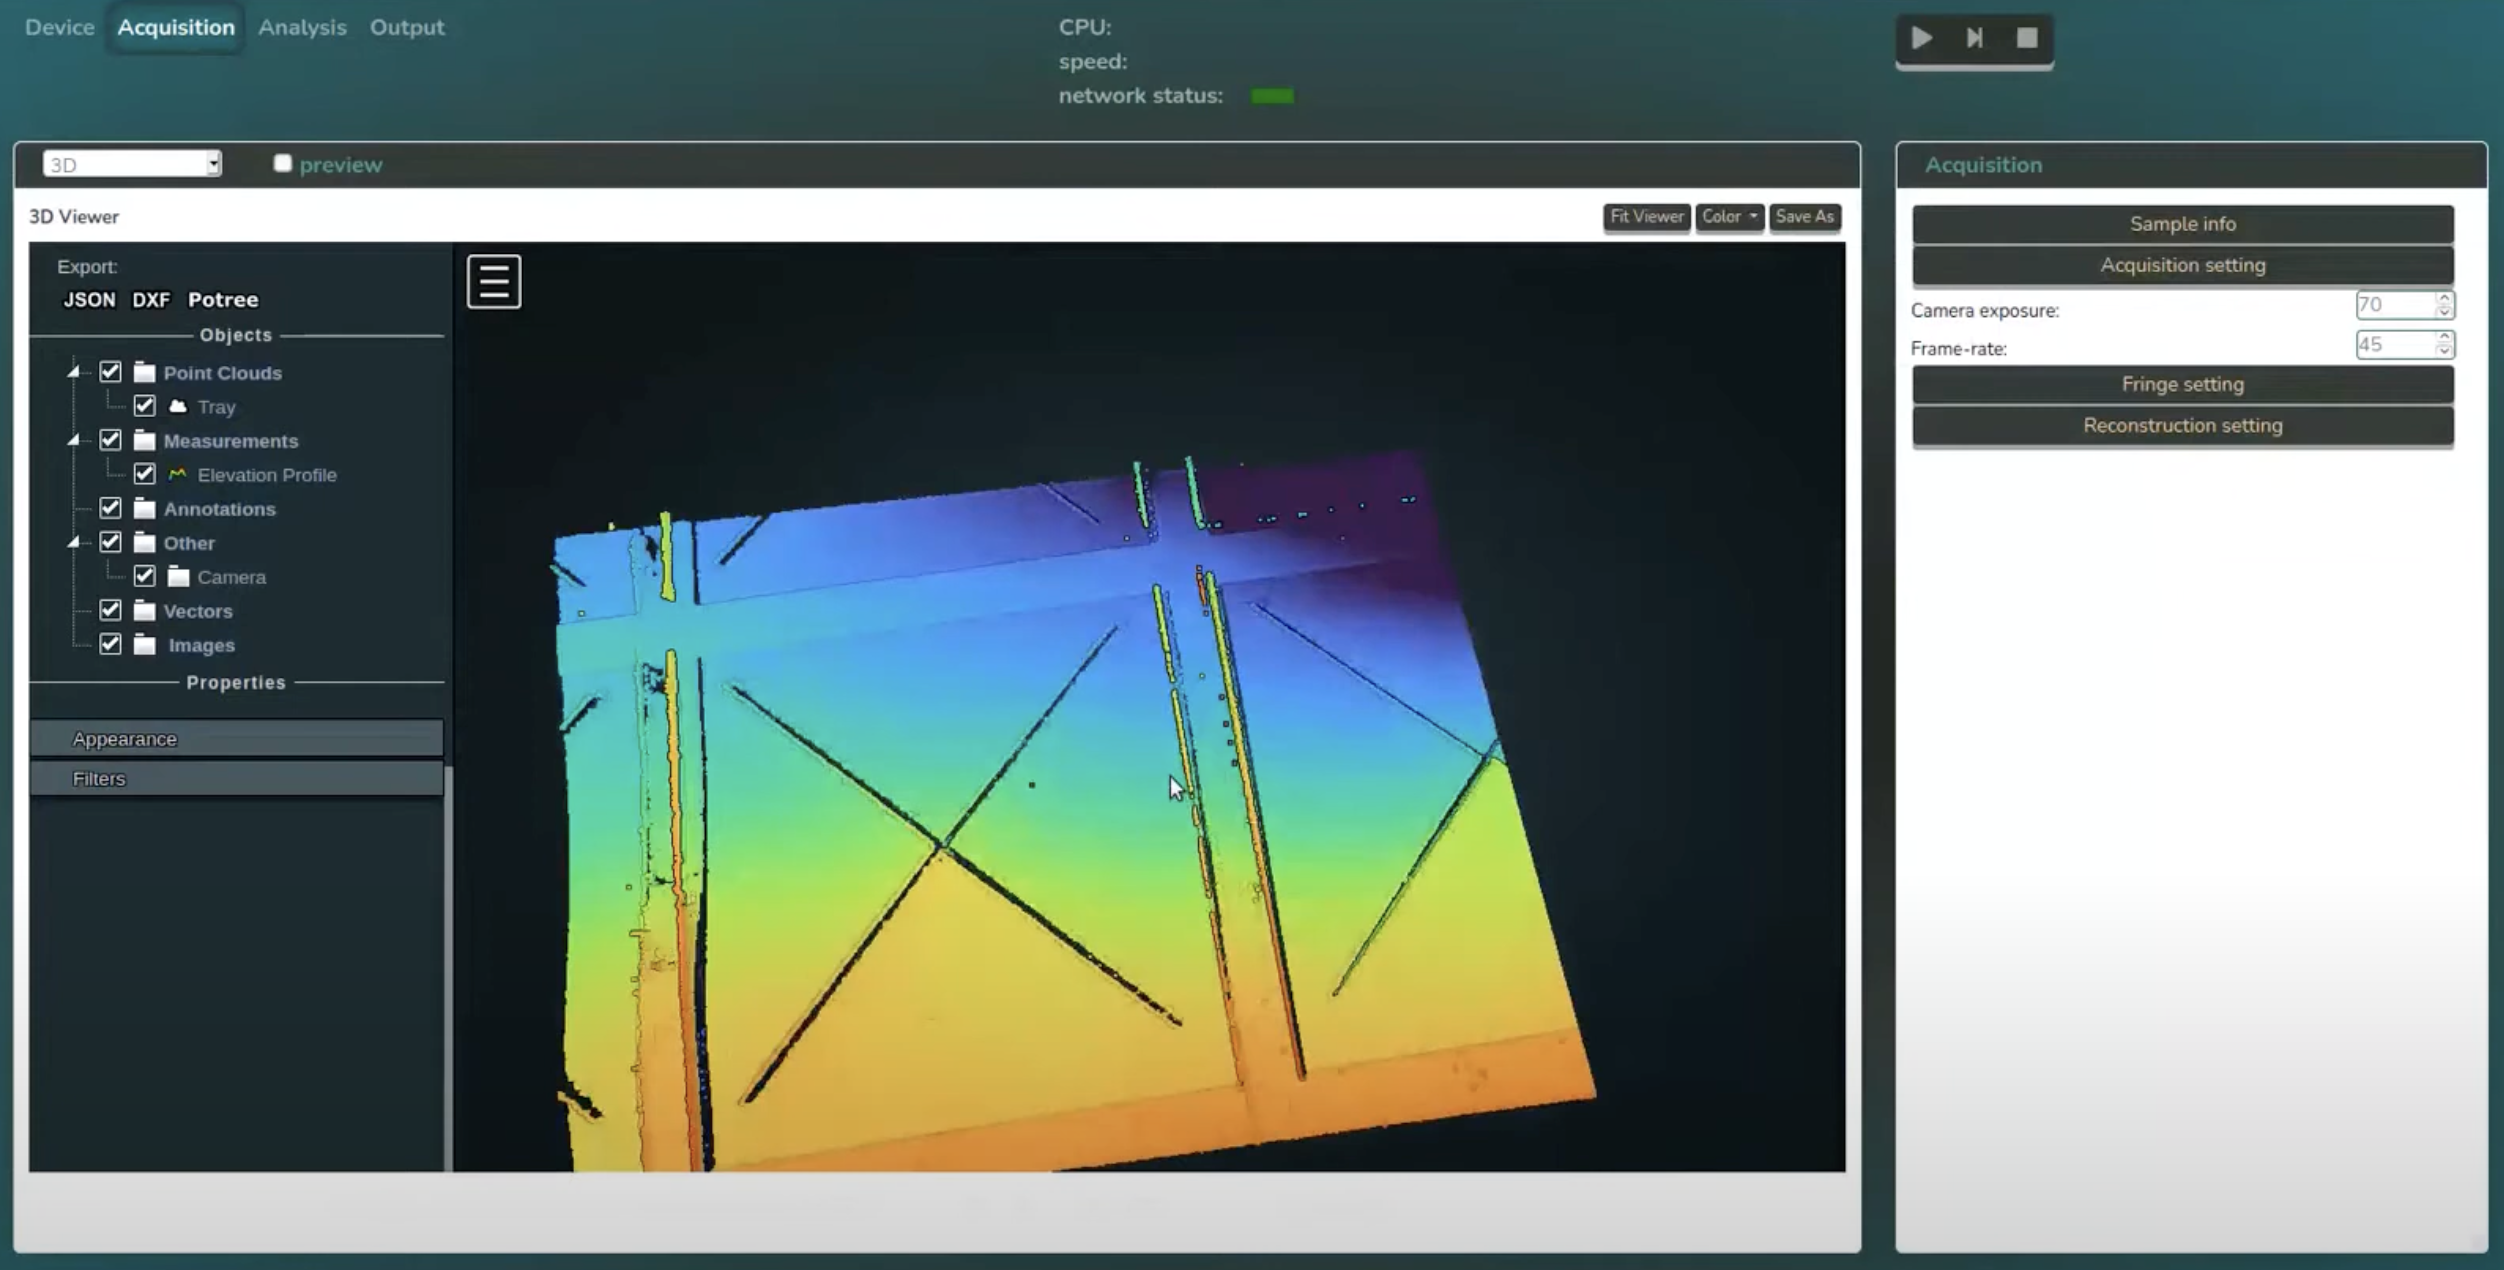 Device Acquisition Analysis Output
CPU:
speed:
network status:
3D preview
3D Viewer
Fit Viewer Color Save As
Export:
JSON DXF Potree
Objects
Point Clouds
Tray
Measurements
Elevation Profile
Annotations
Other
Camera
Vectors
Images
Properties
Appearance
Filters
Acquisition
Sample info
Acquisition setting
Camera exposure: 70
Frame-rate: 45
Fringe setting
Reconstruction setting